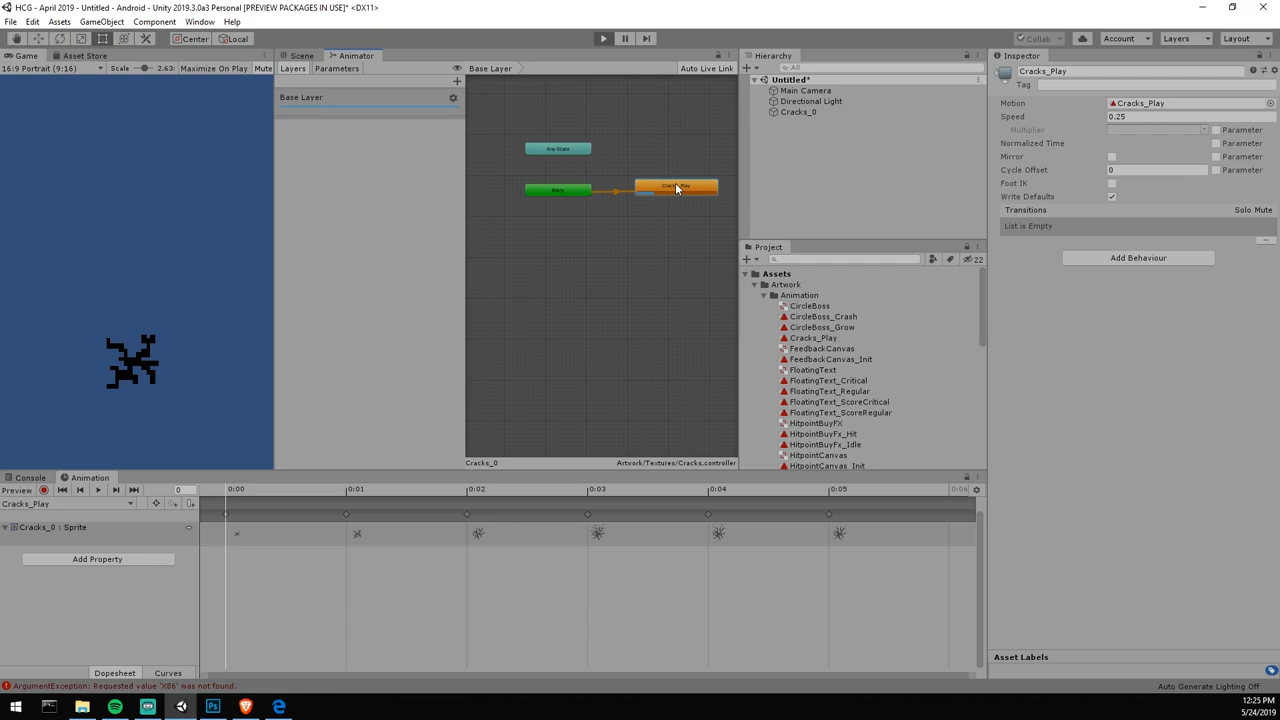 HCG - April 2019 - Untitled - Android - Unity 2019.3.0a3 Personal [PREVIEW PACKAGES IN USE]* <DX11>
File Edit Assets GameObject Component Window Help
Center Local Collab Account Layers Layout
Game Asset Store
16:9 Portrait (9:16) Scale 2.63: Maximize On Play Mute
Scene Animator
Layers Parameters
Base Layer Auto Live Link
Base Layer
Any State
Entry
Cracks_Play
Cracks_0 Artwork/Textures/Cracks.controller
Hierarchy
All
Untitled*
Main Camera
Directional Light
Cracks_0
Project
22
Assets
Artwork
Animation
CircleBoss
CircleBoss_Crash
CircleBoss_Grow
Cracks_Play
FeedbackCanvas
FeedbackCanvas_Init
FloatingText
FloatingText_Critical
FloatingText_Regular
FloatingText_ScoreCritical
FloatingText_ScoreRegular
HitpointBuyFX
HitpointBuyFx_Hit
HitpointBuyFx_Idle
HitpointCanvas
HitpointCanvas_Init
Inspector
Cracks_Play
Tag
Motion Cracks_Play
Speed 0.25
Multiplier Parameter
Normalized Time Parameter
Mirror Parameter
Cycle Offset 0 Parameter
Foot IK
Write Defaults
Transitions Solo Mute
List is Empty
Add Behaviour
Asset Labels
Console Animation
Preview 0
0:00 0:01 0:02 0:03 0:04 0:05 0:06
Cracks_Play
Cracks_0 : Sprite
Add Property
Dopesheet Curves
ArgumentException: Requested value 'X86' was not found.
Auto Generate Lighting Off
12:25 PM
5/24/2019